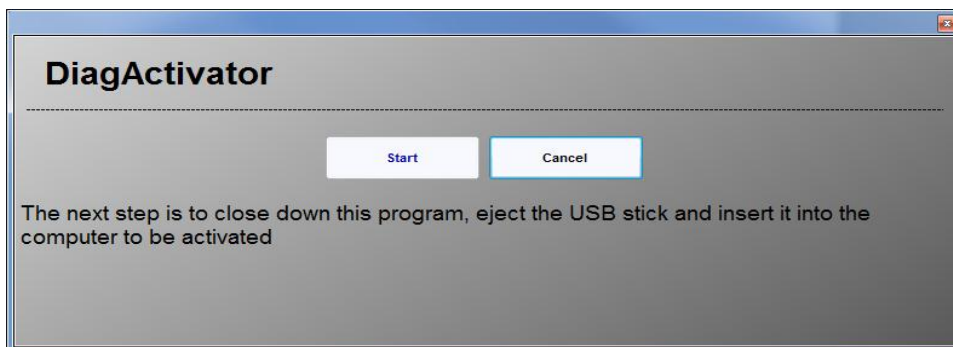 DiagActivator
Start Cancel
The next step is to close down this program, eject the USB stick and insert it into the
computer to be activated